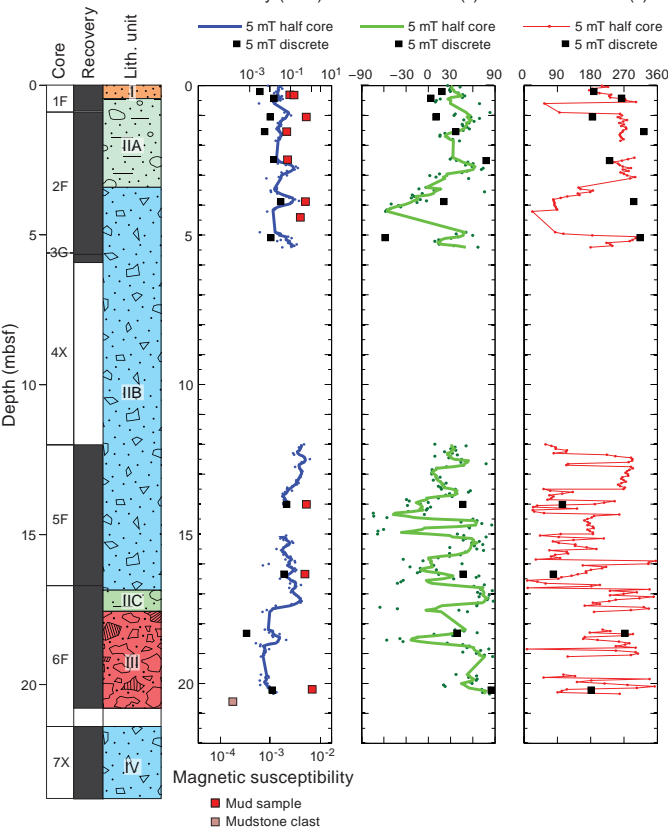 5 mT half core
5 mT discrete
5 mT half core
5 mT discrete
5 mT half core
5 mT discrete
Core
Recovery
Lith. unit
10-3 10-1 101
−90 −30 30 90
0 90 180 270 360
0
5
10
15
20
Depth (mbsf)
1F
2F
3G
4X
5F
6F
7X
I
IIA
IIB
IIC
III
IV
0
5
10
15
20
0
5
10
15
20
10-4 10-3 10-2
Magnetic susceptibility
Mud sample
Mudstone clast